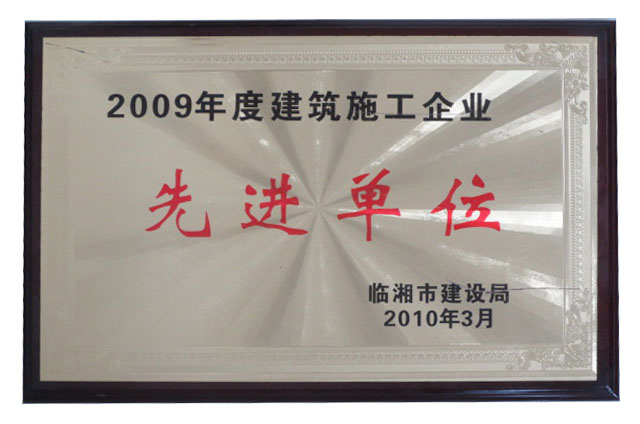 2009年度建筑施工企业
先进单位
临湘市建设局
2010年3月